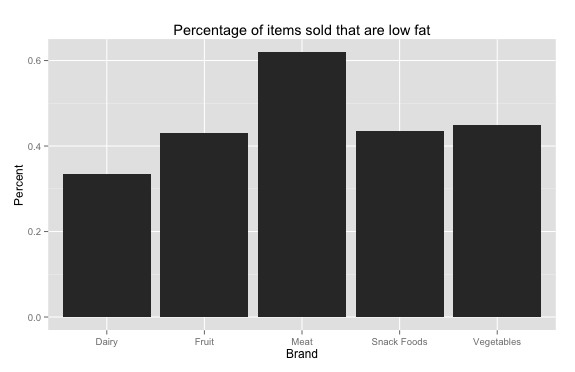 Percentage of items sold that are low fat
0.6
0.4
0.2
0.0
Percent
Dairy Fruit Meat Snack Foods Vegetables
Brand